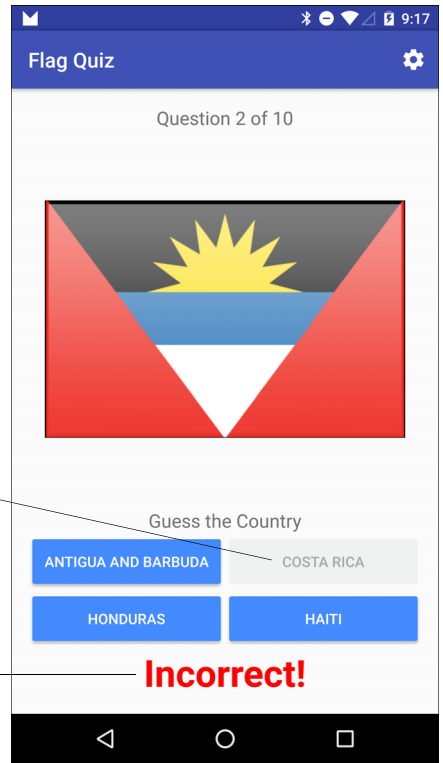 9:17
Flag Quiz
Question 2 of 10
Guess the Country
ANTIGUA AND BARBUDA COSTA RICA
HONDURAS HAITI
Incorrect!